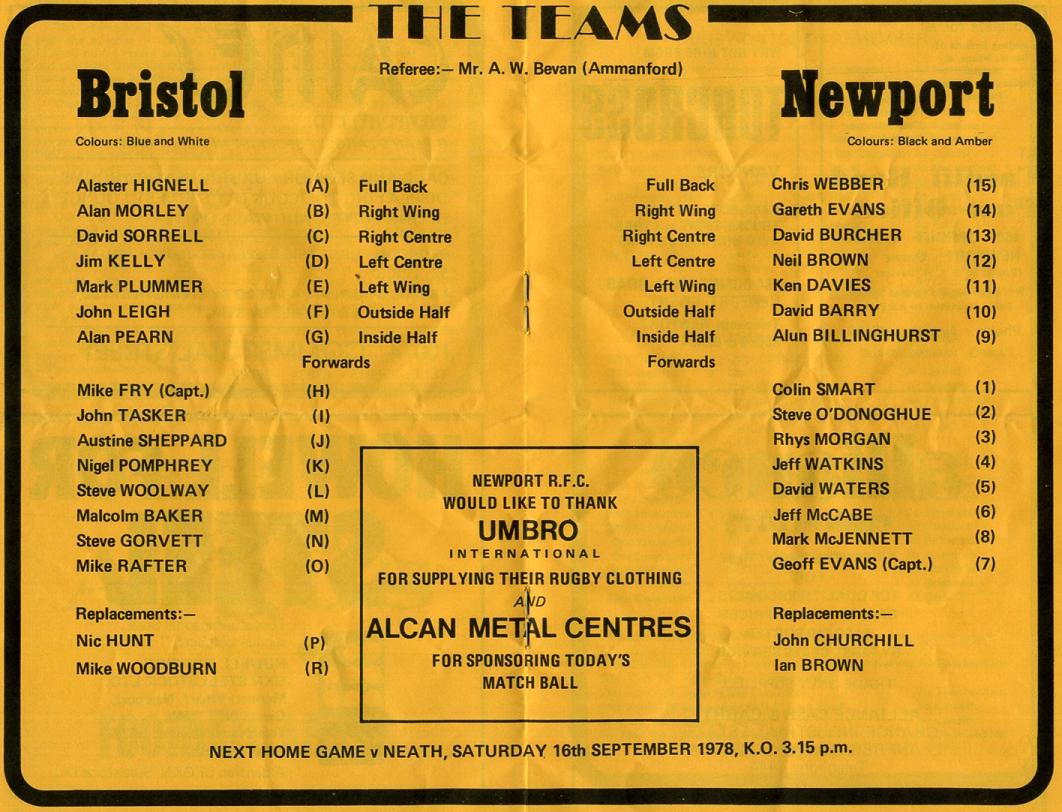 THE TEAMS
Referee:— Mr. A. W. Bevan (Ammanford)
Bristol
Colours: Blue and White
Alaster HIGNELL (A) Full Back
Alan MORLEY (B) Right Wing
David SORRELL (C) Right Centre
Jim KELLY (D) Left Centre
Mark PLUMMER (E) Left Wing
John LEIGH (F) Outside Half
Alan PEARN (G) Inside Half
Forwards
Mike FRY (Capt.) (H)
John TASKER (I)
Austine SHEPPARD (J)
Nigel POMPHREY (K)
Steve WOOLWAY (L)
Malcolm BAKER (M)
Steve GORVETT (N)
Mike RAFTER (O)
Replacements:—
Nic HUNT (P)
Mike WOODBURN (R)
Newport
Colours: Black and Amber
Full Back Chris WEBBER (15)
Right Wing Gareth EVANS (14)
Right Centre David BURCHER (13)
Left Centre Neil BROWN (12)
Left Wing Ken DAVIES (11)
Outside Half David BARRY (10)
Inside Half Alun BILLINGHURST (9)
Forwards
Colin SMART (1)
Steve O'DONOGHUE (2)
Rhys MORGAN (3)
Jeff WATKINS (4)
David WATERS (5)
Jeff McCABE (6)
Mark McJENNETT (8)
Geoff EVANS (Capt.) (7)
Replacements:—
John CHURCHILL
Ian BROWN
NEWPORT R.F.C.
WOULD LIKE TO THANK
UMBRO
INTERNATIONAL
FOR SUPPLYING THEIR RUGBY CLOTHING
AND
ALCAN METAL CENTRES
FOR SPONSORING TODAY'S
MATCH BALL
NEXT HOME GAME v NEATH, SATURDAY 16th SEPTEMBER 1978, K.O. 3.15 p.m.